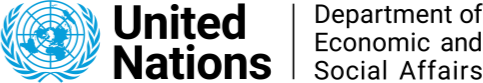 United
Nations
Department of
Economic and
Social Affairs